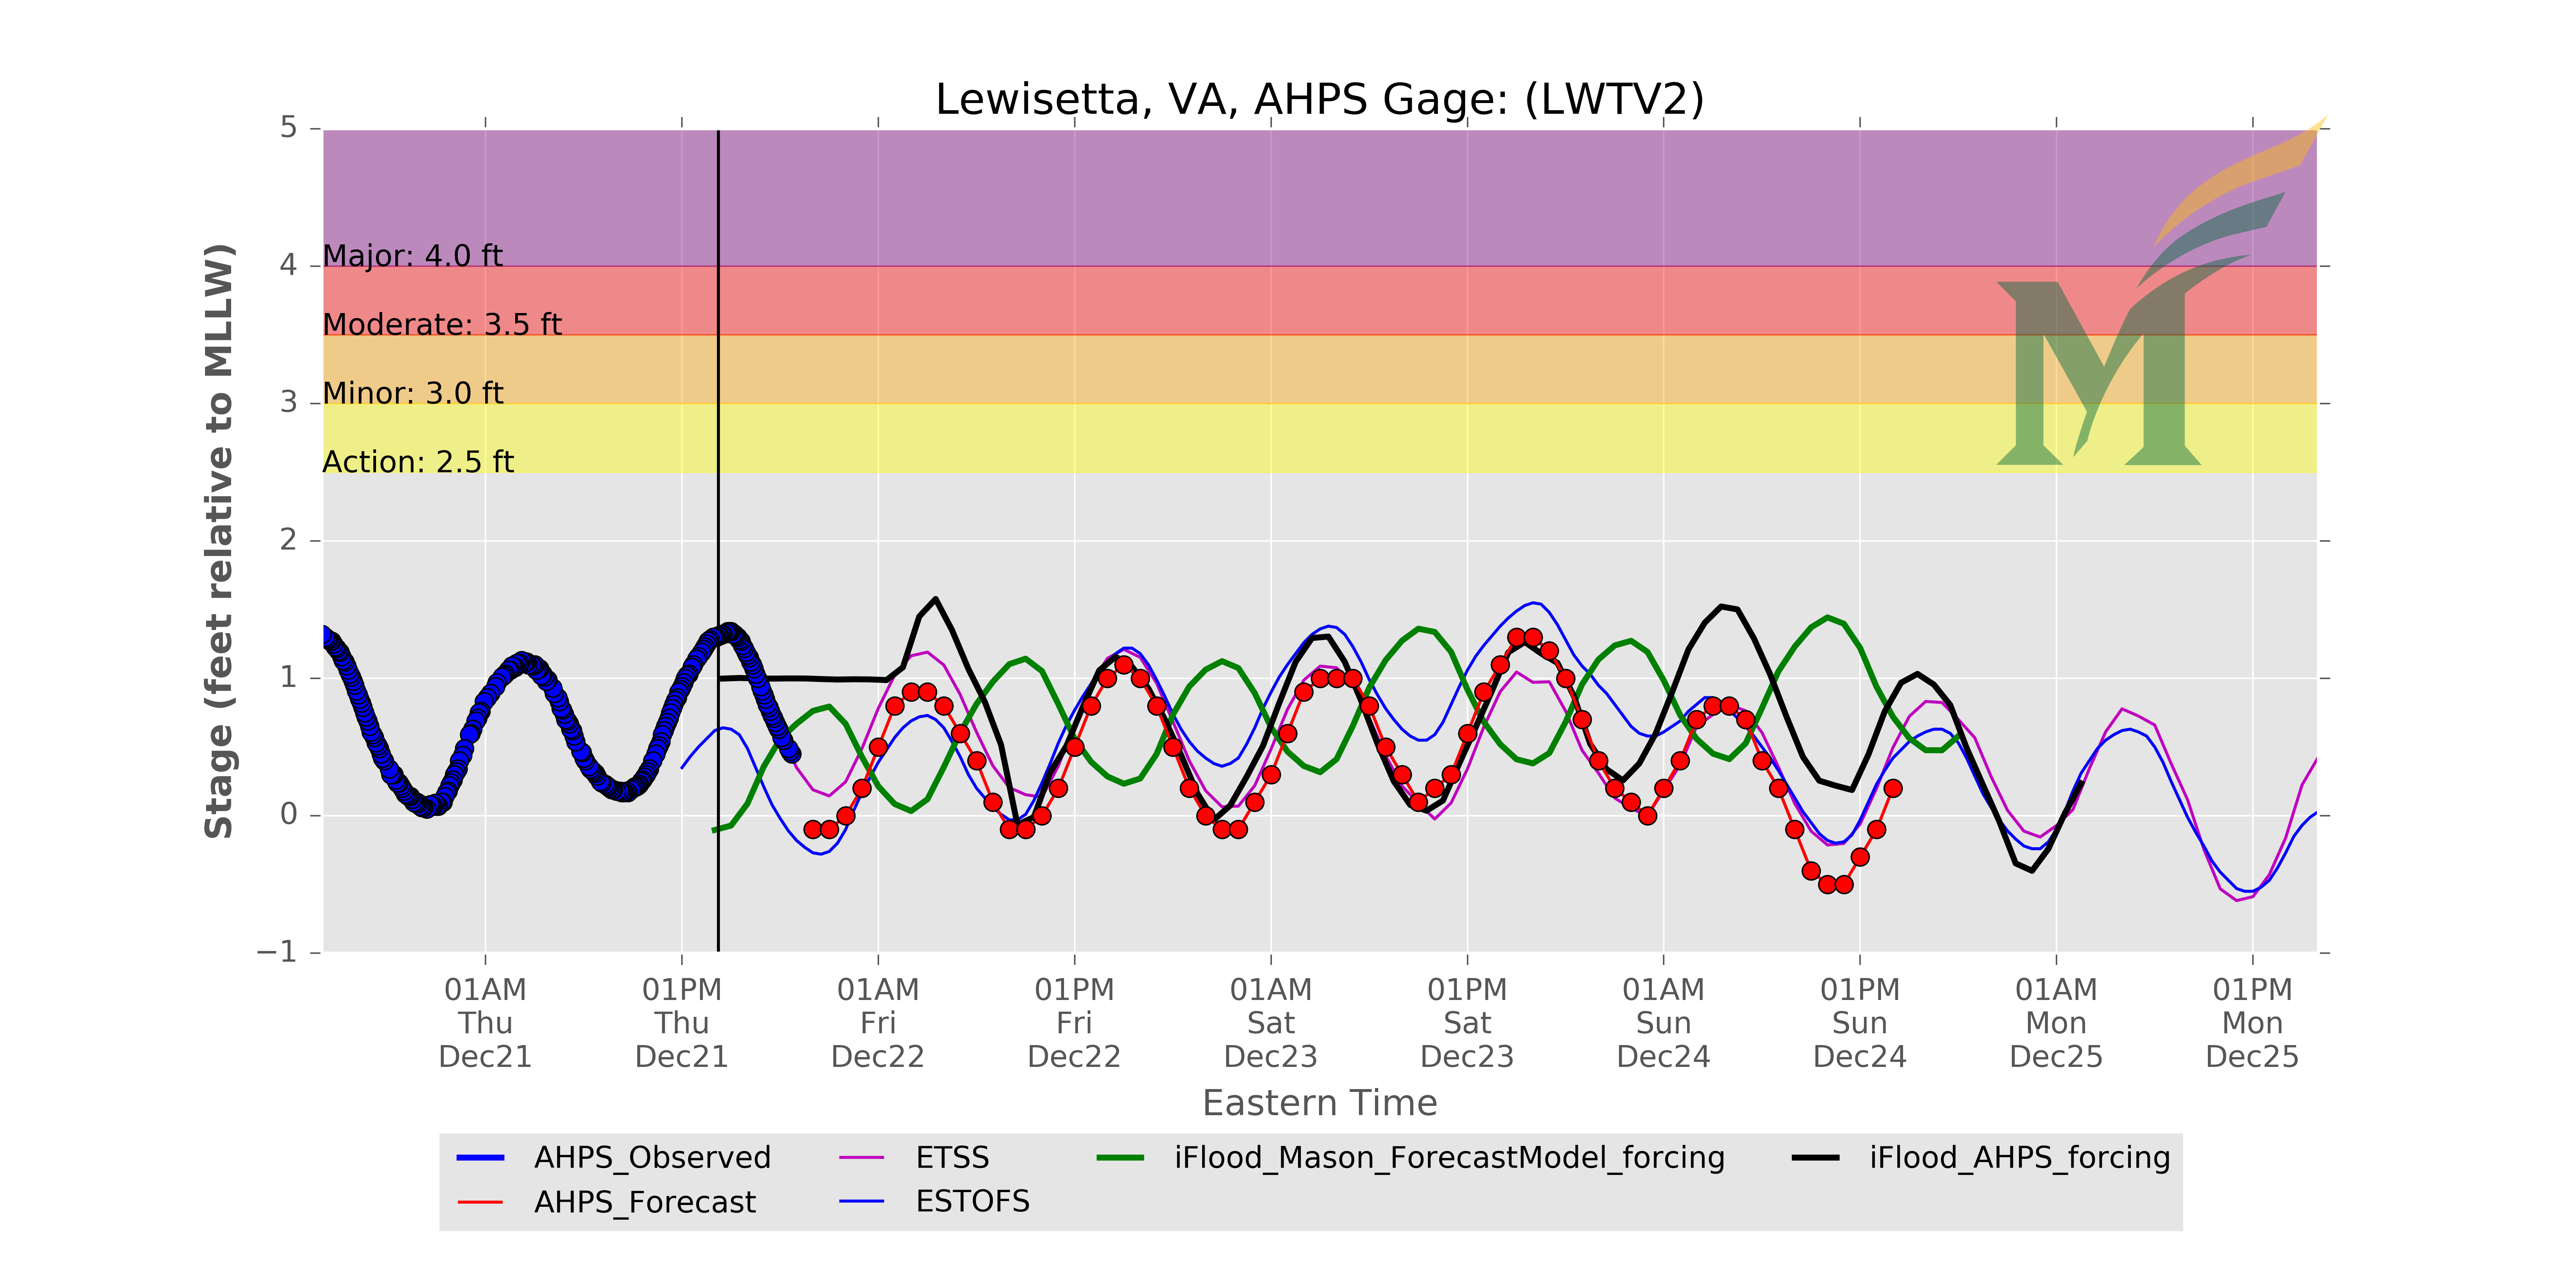 Lewisetta, VA, AHPS Gage: (LWTV2)
Stage (feet relative to MLLW)
5
4
3
2
1
0
−1
Major: 4.0 ft
Moderate: 3.5 ft
Minor: 3.0 ft
Action: 2.5 ft
M
01AM 01PM 01AM 01PM 01AM 01PM 01AM 01PM 01AM 01PM
Thu Thu Fri Fri Sat Sat Sun Sun Mon Mon
Dec21 Dec21 Dec22 Dec22 Dec23 Dec23 Dec24 Dec24 Dec25 Dec25
Eastern Time
AHPS_Observed ETSS iFlood_Mason_ForecastModel_forcing iFlood_AHPS_forcing
AHPS_Forecast ESTOFS